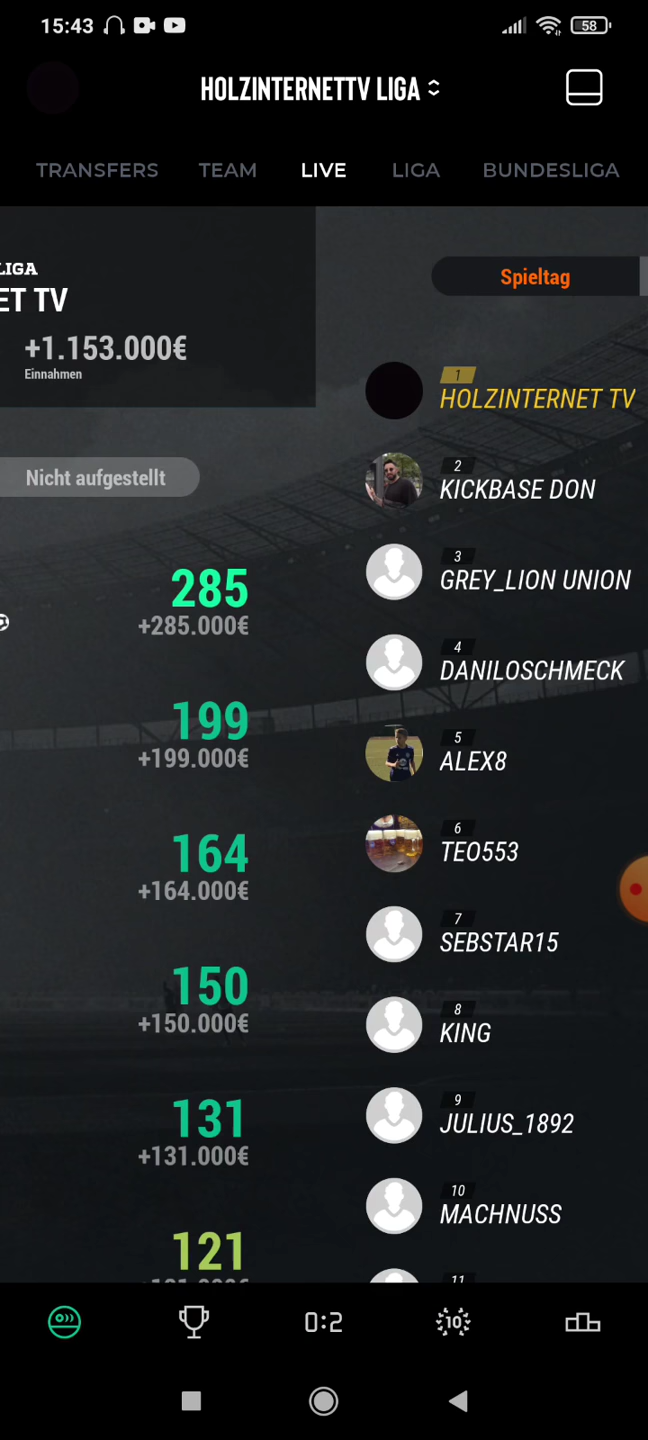 15:43
58
HOLZINTERNETTV LIGA
TRANSFERS TEAM LIVE LIGA BUNDESLIGA
LIGA
ET TV
+1.153.000€
Einnahmen
Nicht aufgestellt
285
+285.000€
199
+199.000€
164
+164.000€
150
+150.000€
131
+131.000€
121
Spieltag
1
HOLZINTERNET TV
2
KICKBASE DON
3
GREY_LION UNION
4
DANILOSCHMECK
5
ALEX8
6
TEO553
7
SEBSTAR15
8
KING
9
JULIUS_1892
10
MACHNUSS
11
0:2
10